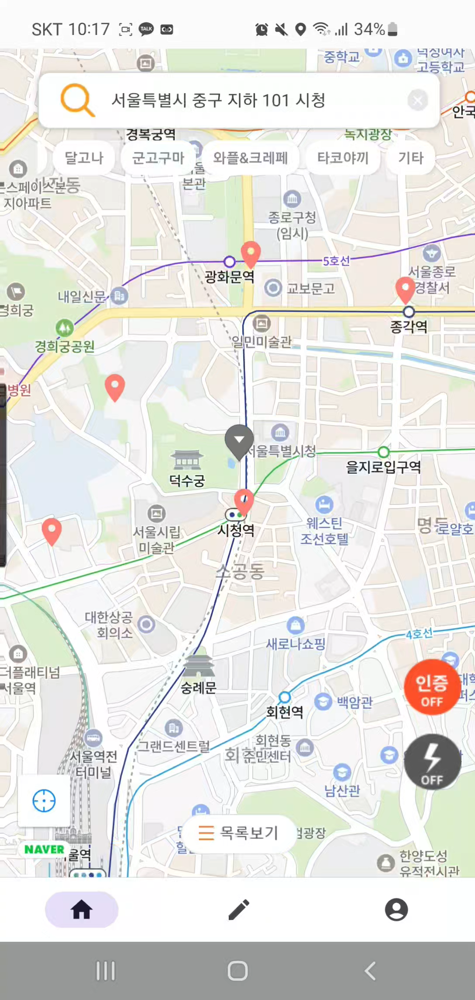 SKT 10:17
TALK
34%
중학교
덕성여자
고등학교
서울특별시 중구 지하 101 시청
안국
경복궁역
녹지광장
달고나
군고구마
와플&크레페
타코야끼
기타
본관
스페이스본
지아파트
종로구청
(임시)
5호선
광화문역
서울종로
경찰서
교보문고
내일신문
경희궁
종각역
일민미술관
경희궁공원
병원
서울특별시청
을지로입구역
덕수궁
웨스틴
조선호텔
로얄호
서울시립
미술관
시청역
소공동
대한상공
회의소
4호선
새로나쇼핑
더플래티넘
서울역
숭례문
인증
OFF
백암관
회현역
그랜드센트럴
회현동
주민센터
서울역전
터미널
OFF
남산관
목록보기
광장
NAVER
울역
한양도성
유적전시관